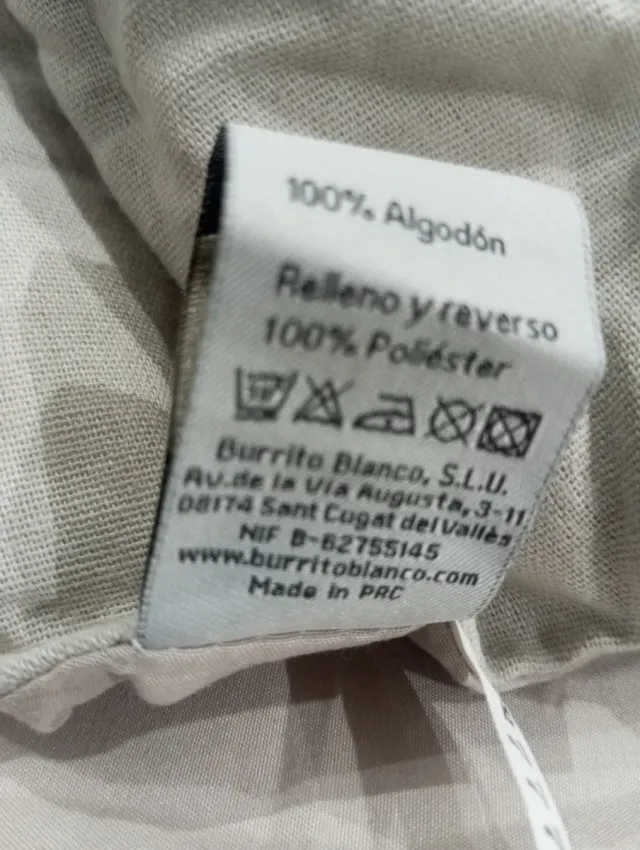 100% Algodón
Relleno y reverso
100% Poliéster
Burrito Blanco, S.L.U.
Av. de la Vía Augusta, 3-11
08174 Sant Cugat del Vallès
NIF B-62755145
www.burritoblanco.com
Made in PRC